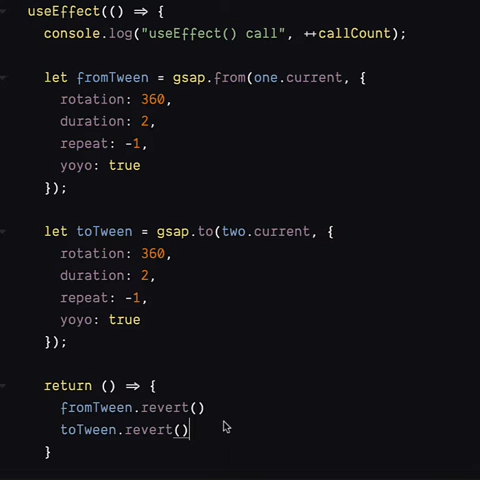 useEffect(() => {
console.log("useEffect() call", ++callCount);
let fromTween = gsap.from(one.current, {
rotation: 360,
duration: 2,
repeat: -1,
yoyo: true
});
let toTween = gsap.to(two.current, {
rotation: 360,
duration: 2,
repeat: -1,
yoyo: true
});
return () => {
fromTween.revert()
toTween.revert()
}